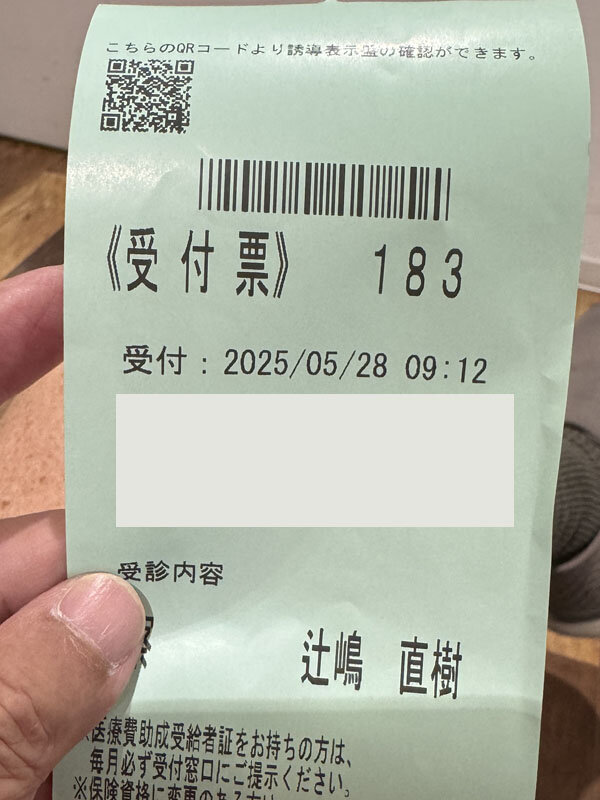 こちらのQRコードより誘導表示盤の確認ができます。
《受付票》 183
受付：2025/05/28 09:12
受診内容
辻嶋 直樹
医療費助成受給者証をお持ちの方は、
毎月必ず受付窓口にご提示ください。
※保険資格に変更のある方は